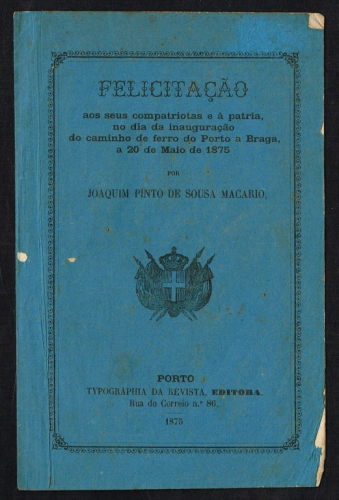 FELICITAÇÃO
aos seus compatriotas e á patria,
no dia da inauguração
do caminho de ferro do Porto a Braga,
a 20 de Maio de 1875
POR
JOAQUIM PINTO DE SOUSA MACARIO,
PORTO
TYPOGRAPHIA DA REVISTA, EDITORA.
Rua do Correio n.º 86.
1875